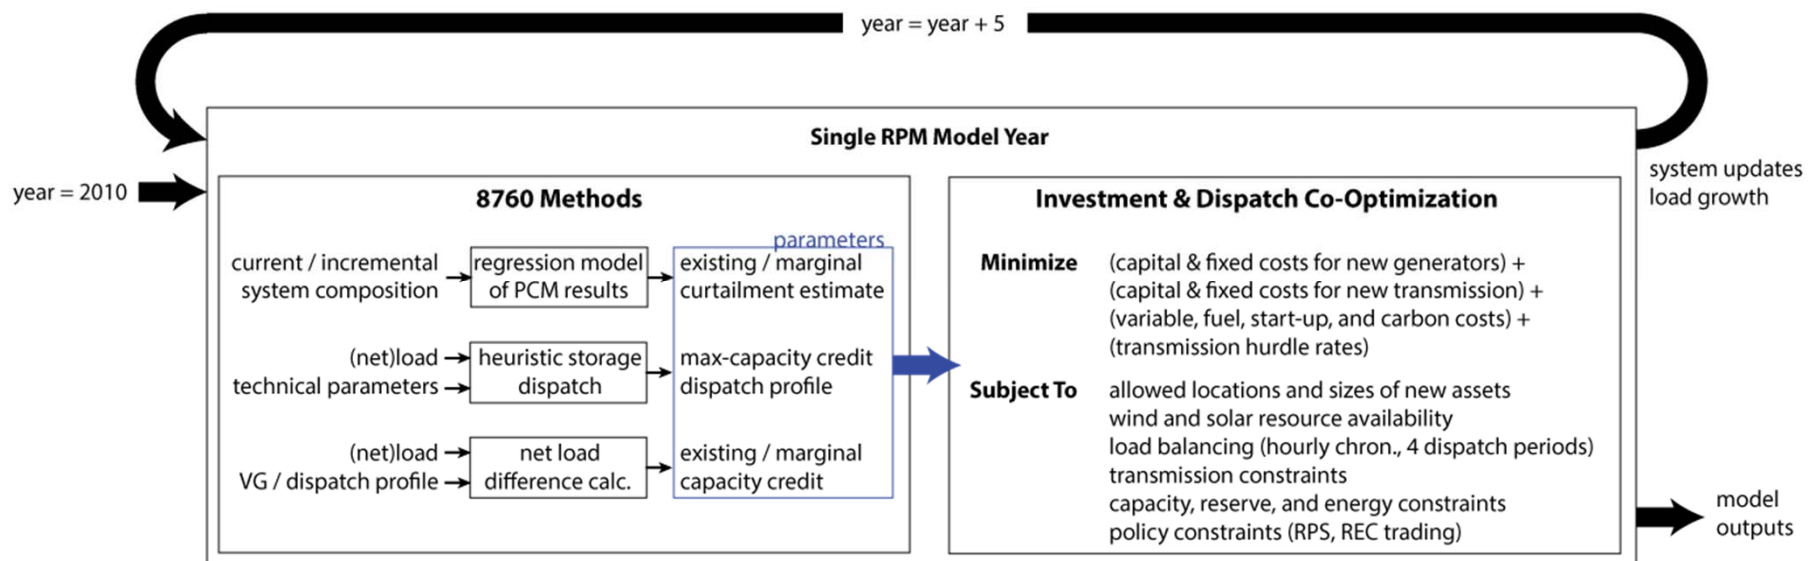 year = year + 5
Single RPM Model Year
year = 2010
system updates
load growth
8760 Methods
parameters
current / incremental
system composition
regression model
of PCM results
existing / marginal
curtailment estimate
(net)load
technical parameters
heuristic storage
dispatch
max-capacity credit
dispatch profile
(net)load
VG / dispatch profile
net load
difference calc.
existing / marginal
capacity credit
Investment & Dispatch Co-Optimization
Minimize (capital & fixed costs for new generators) +
(capital & fixed costs for new transmission) +
(variable, fuel, start-up, and carbon costs) +
(transmission hurdle rates)
Subject To allowed locations and sizes of new assets
wind and solar resource availability
load balancing (hourly chron., 4 dispatch periods)
transmission constraints
capacity, reserve, and energy constraints
policy constraints (RPS, REC trading)
model
outputs